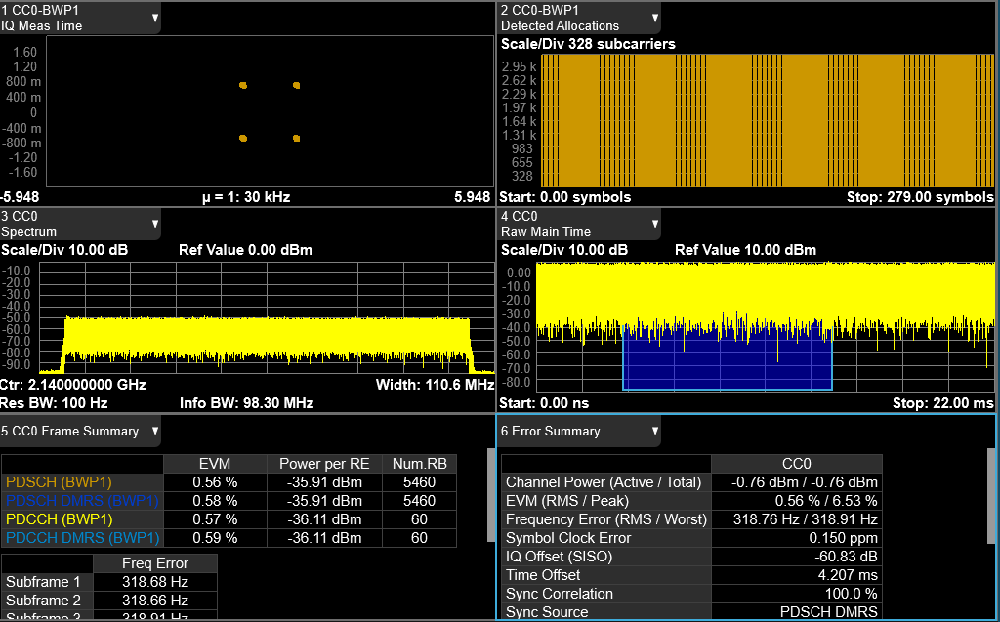 1 CC0-BWP1
IQ Meas Time
1.60
1.20
800 m
400 m
0
-400 m
-800 m
-1.20
-1.60
-5.948
µ = 1: 30 kHz
5.948
2 CC0-BWP1
Detected Allocations
Scale/Div 328 subcarriers
2.95 k
2.62 k
2.29 k
1.97 k
1.64 k
1.31 k
983
655
328
Start: 0.00 symbols
Stop: 279.00 symbols
3 CC0
Spectrum
Scale/Div 10.00 dB
Ref Value 0.00 dBm
-10.0
-20.0
-30.0
-40.0
-50.0
-60.0
-70.0
-80.0
-90.0
Ctr: 2.140000000 GHz
Width: 110.6 MHz
Res BW: 100 Hz
Info BW: 98.30 MHz
4 CC0
Raw Main Time
Scale/Div 10.00 dB
Ref Value 10.00 dBm
0.00
-10.0
-20.0
-30.0
-40.0
-50.0
-60.0
-70.0
-80.0
Start: 0.00 ns
Stop: 22.00 ms
5 CC0 Frame Summary
EVM Power per RE Num.RB
PDSCH (BWP1) 0.56 % -35.91 dBm 5460
PDSCH DMRS (BWP1) 0.58 % -35.91 dBm 5460
PDCCH (BWP1) 0.57 % -36.11 dBm 60
PDCCH DMRS (BWP1) 0.59 % -36.11 dBm 60
Freq Error
Subframe 1 318.68 Hz
Subframe 2 318.66 Hz
Subframe 3 318.91 Hz
6 Error Summary
CC0
Channel Power (Active / Total) -0.76 dBm / -0.76 dBm
EVM (RMS / Peak) 0.56 % / 6.53 %
Frequency Error (RMS / Worst) 318.76 Hz / 318.91 Hz
Symbol Clock Error 0.150 ppm
IQ Offset (SISO) -60.83 dB
Time Offset 4.207 ms
Sync Correlation 100.0 %
Sync Source PDSCH DMRS